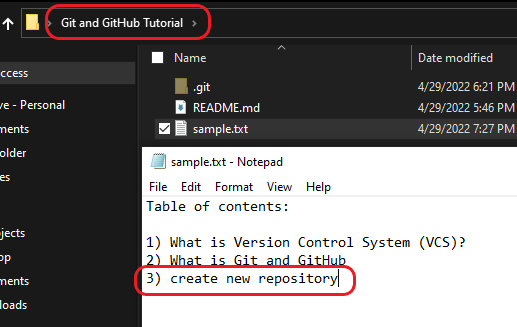 Git and GitHub Tutorial
Name
Date modified
ccess
ve - Personal
ments
older
es
jects
op
ments
loads
.git
4/29/2022 6:21 PM
README.md
4/29/2022 5:46 PM
sample.txt
4/29/2022 7:27 PM
sample.txt - Notepad
File Edit Format View Help
Table of contents:
1) What is Version Control System (VCS)?
2) What is Git and GitHub
3) create new repository